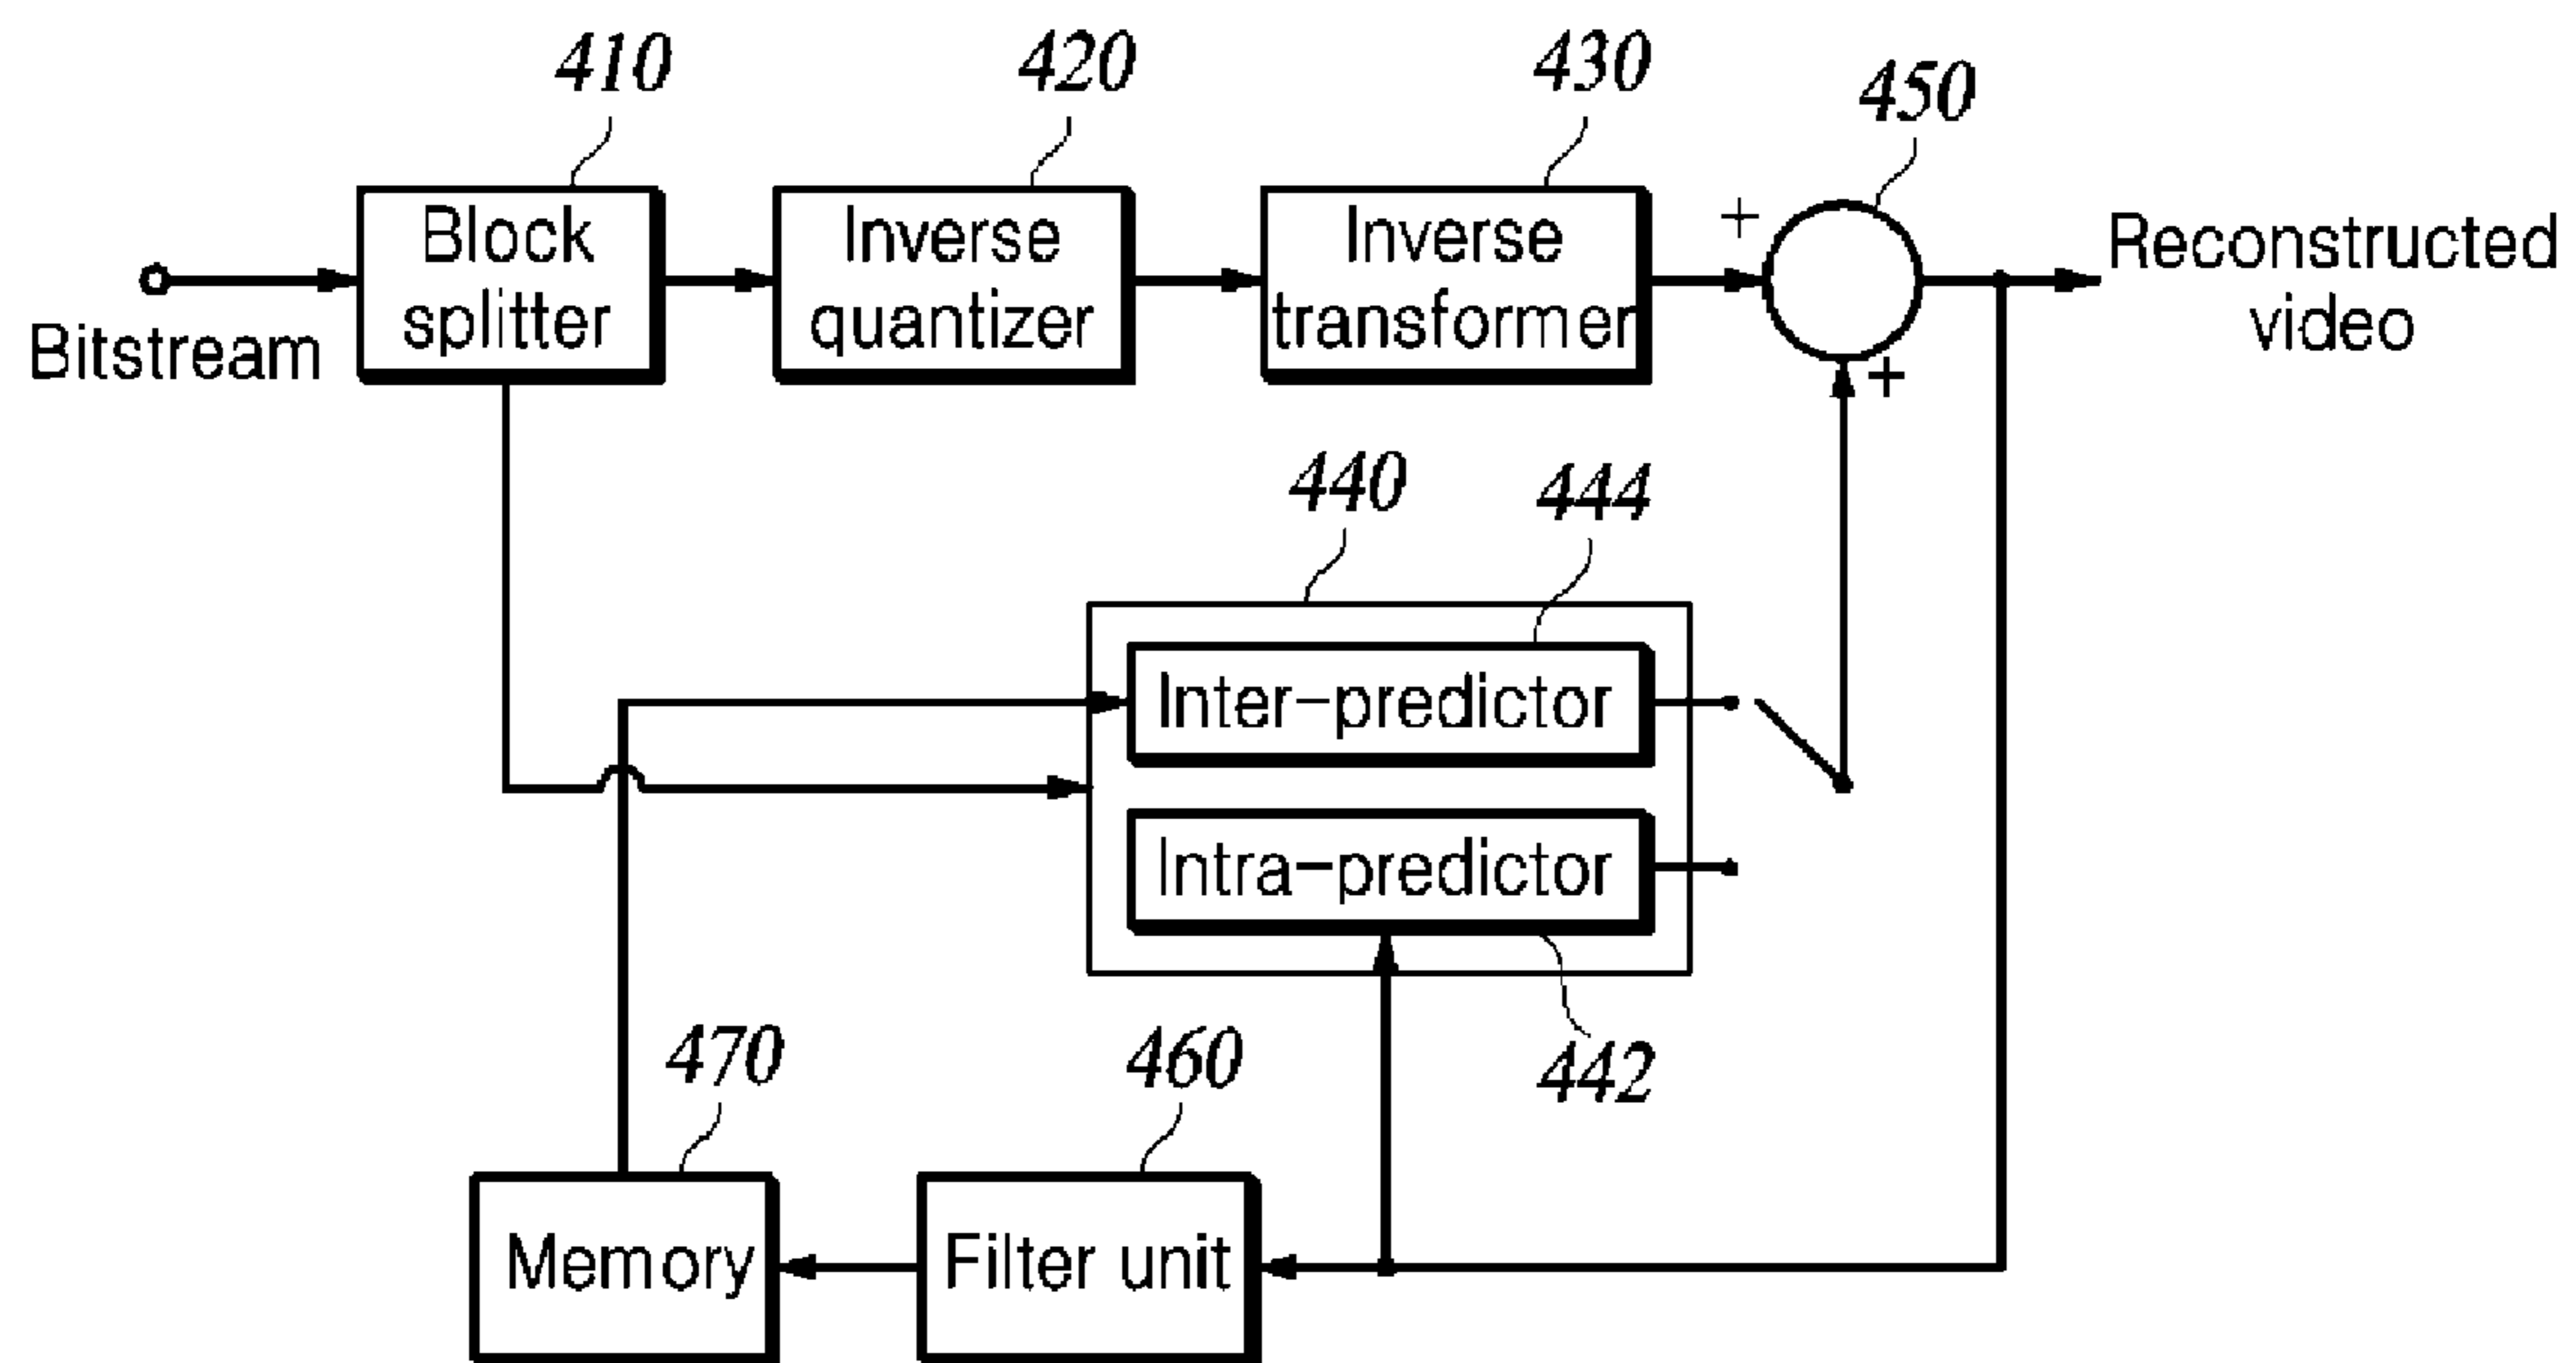 410
420
430
450
Block
splitter
Inverse
quantizer
Inverse
transformer
+
+
Reconstructed
video
Bitstream
440
444
Inter-predictor
Intra-predictor
442
470
460
Memory
Filter unit